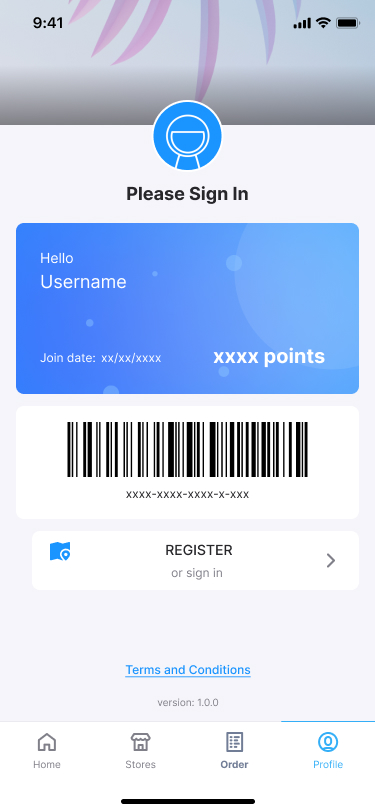 9:41
Please Sign In
Hello
Username
Join date: xx/xx/xxxx
xxxx points
xxxx-xxxx-xxxx-x-xxx
REGISTER
or sign in
Terms and Conditions
version: 1.0.0
Home
Stores
Order
Profile